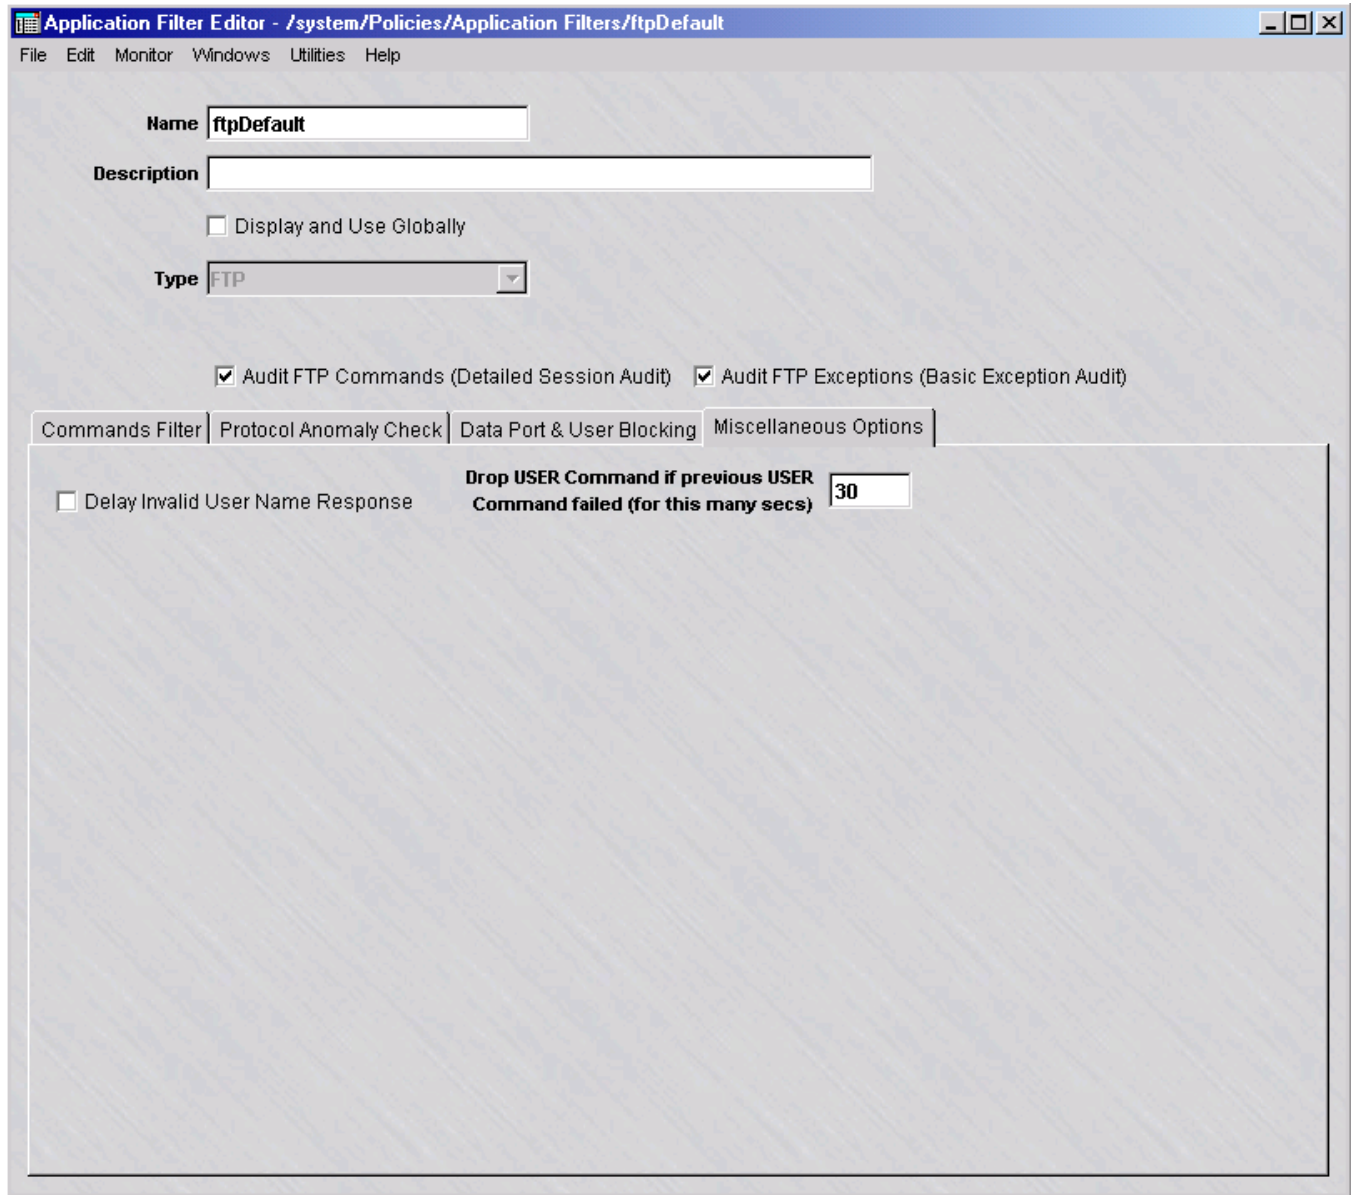 Application Filter Editor - /system/Policies/Application Filters/ftpDefault
File Edit Monitor Windows Utilities Help
Name ftpDefault
Description
Display and Use Globally
Type FTP
Audit FTP Commands (Detailed Session Audit) Audit FTP Exceptions (Basic Exception Audit)
Commands Filter Protocol Anomaly Check Data Port & User Blocking Miscellaneous Options
Delay Invalid User Name Response
Drop USER Command if previous USER
Command failed (for this many secs)
30